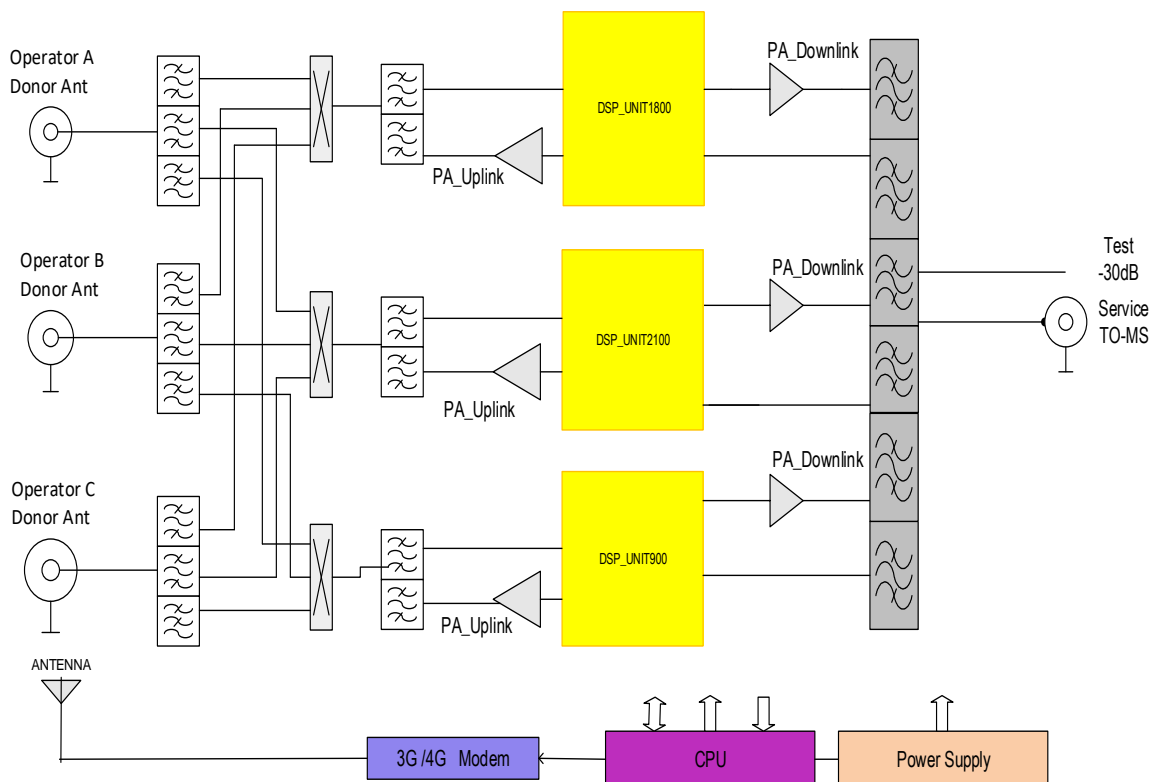 Operator A
Donor Ant
PA_Downlink
DSP_UNIT1800
PA_Uplink
Operator B
Donor Ant
PA_Downlink
Test
-30dB
Service
TO-MS
DSP_UNIT2100
PA_Uplink
PA_Downlink
Operator C
Donor Ant
DSP_UNIT900
PA_Uplink
ANTENNA
3G /4G Modem
CPU
Power Supply